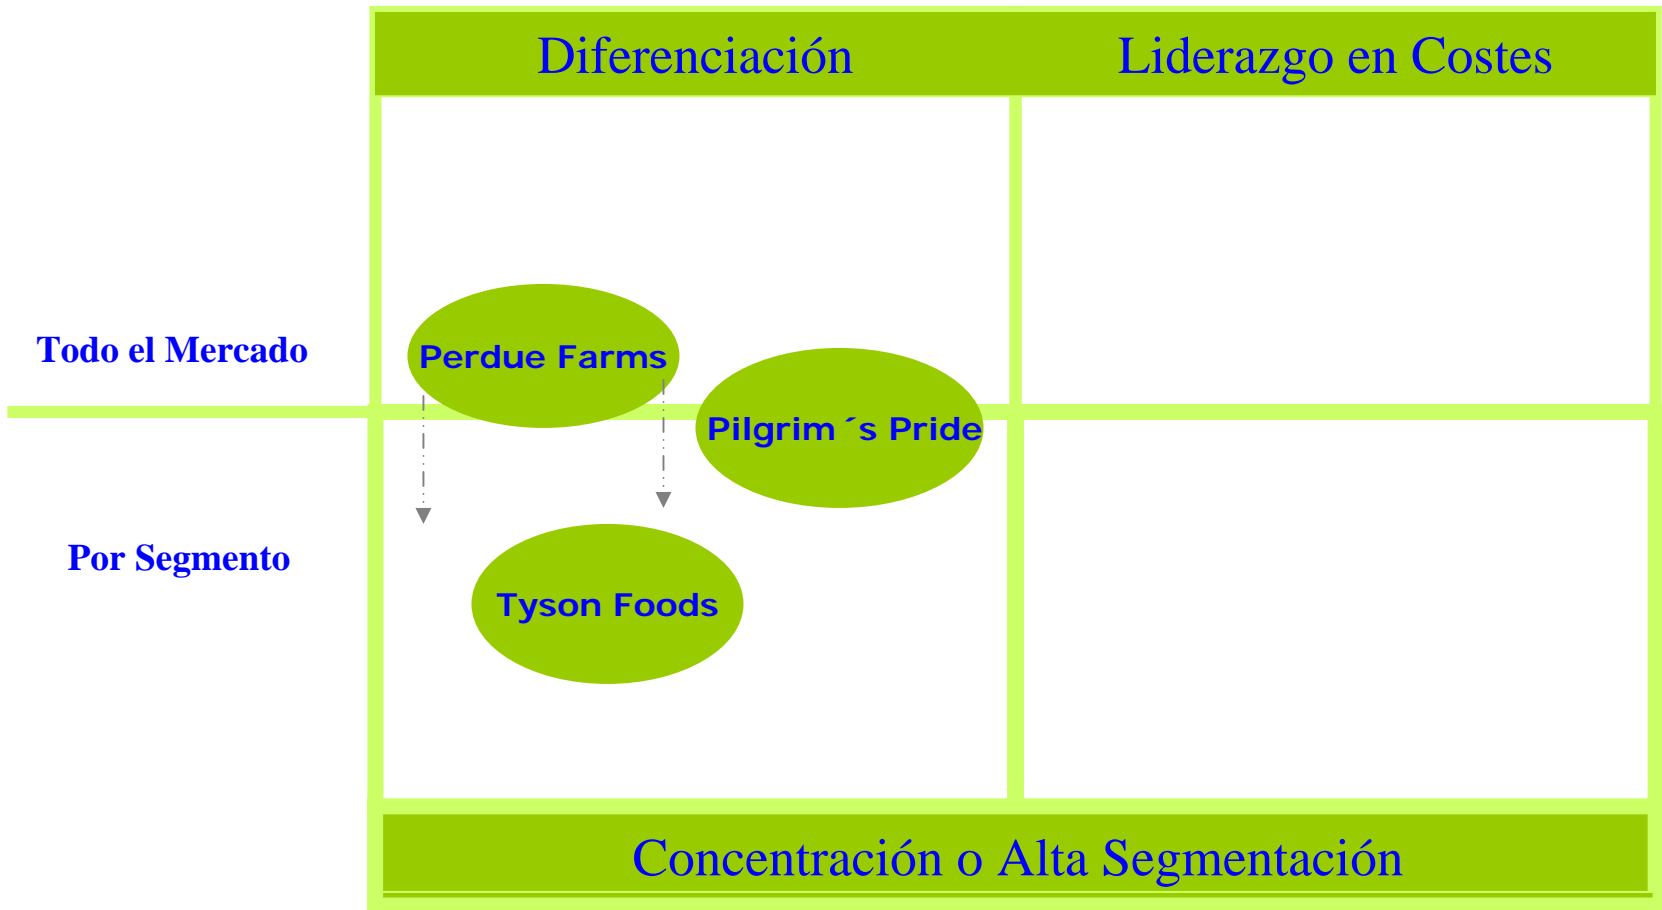 Diferenciación
Liderazgo en Costes
Todo el Mercado
Perdue Farms
Pilgrim´s Pride
Por Segmento
Tyson Foods
Concentración o Alta Segmentación